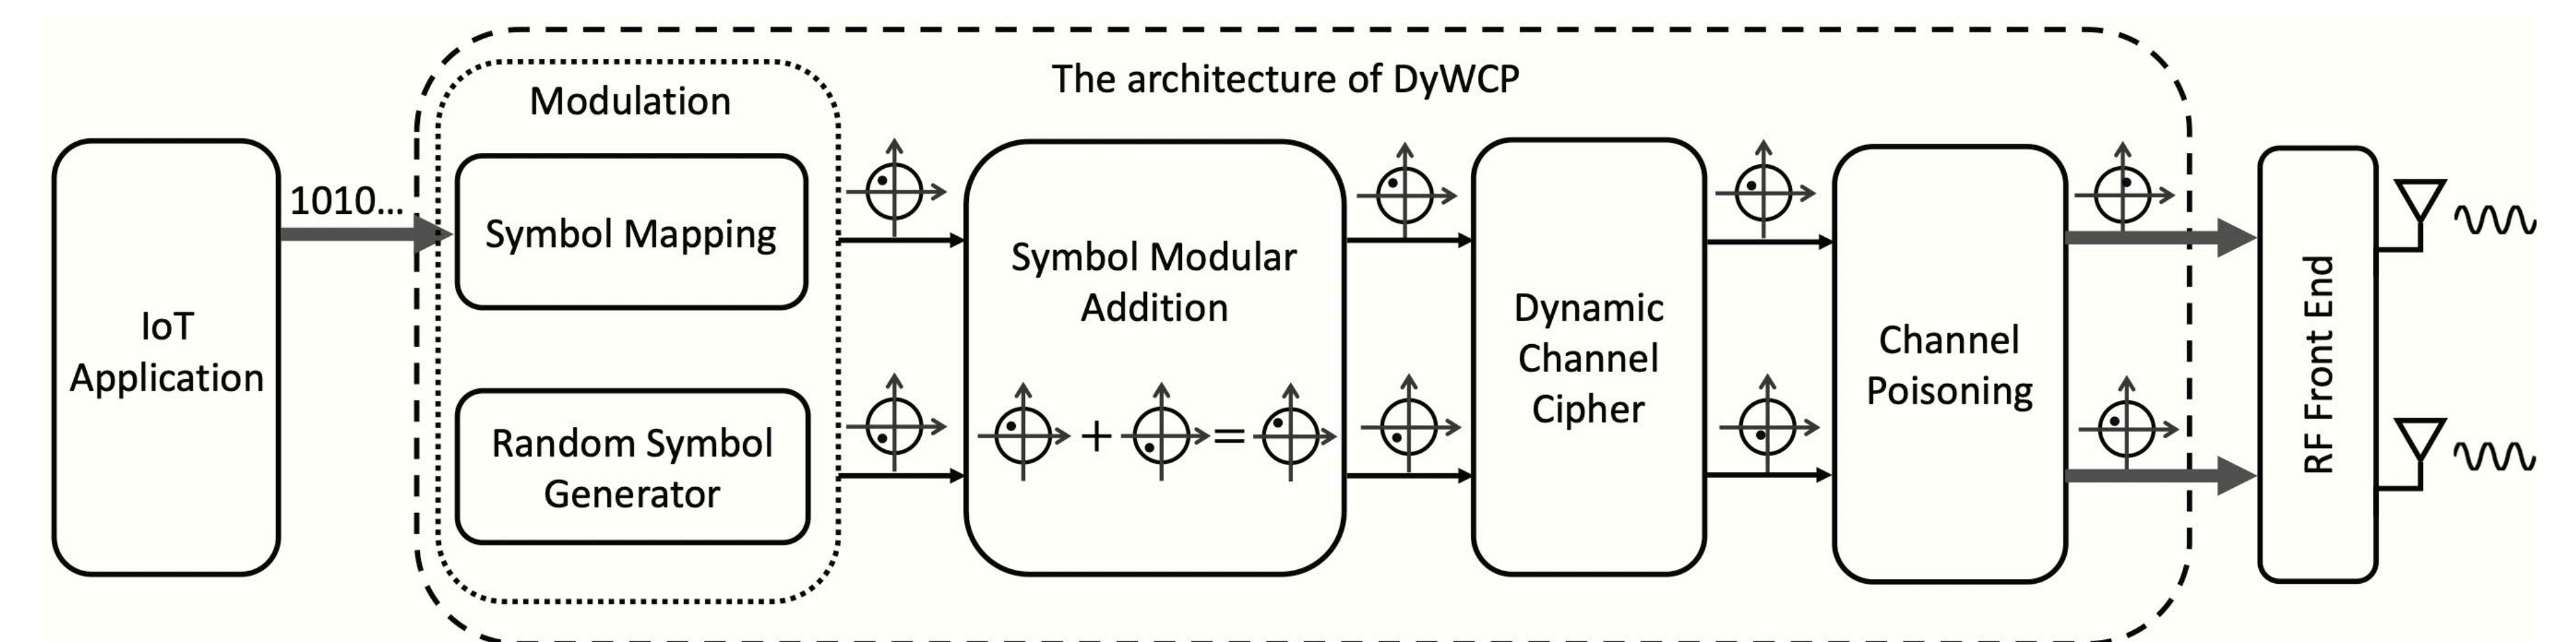 The architecture of DyWCP
Modulation
IoT
Application
1010...
Symbol Mapping
Random Symbol
Generator
Symbol Modular
Addition
+
=
Dynamic
Channel
Cipher
Channel
Poisoning
RF Front End